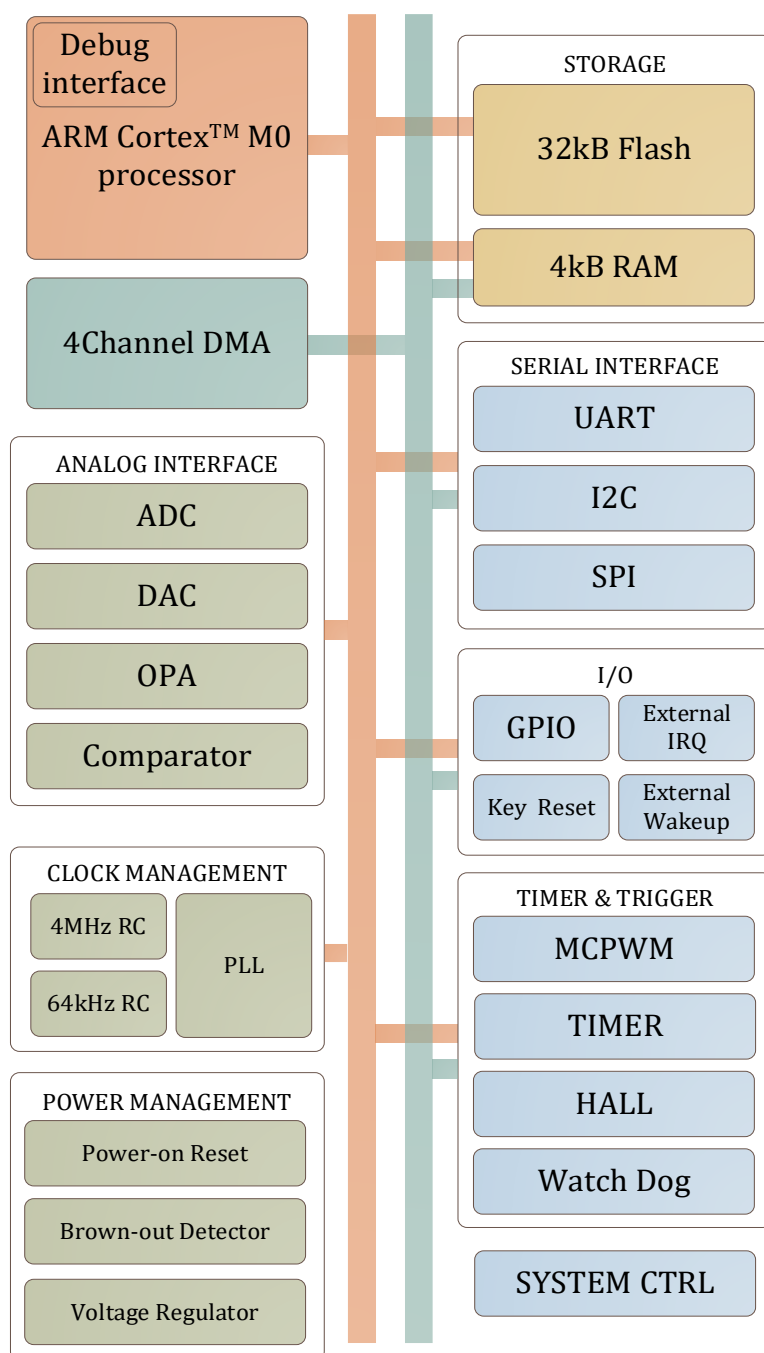 Debug
interface
ARM Cortex™ M0
processor
4Channel DMA
ANALOG INTERFACE
ADC
DAC
OPA
Comparator
CLOCK MANAGEMENT
4MHz RC
64kHz RC
PLL
POWER MANAGEMENT
Power-on Reset
Brown-out Detector
Voltage Regulator
STORAGE
32kB Flash
4kB RAM
SERIAL INTERFACE
UART
I2C
SPI
I/O
GPIO
External
IRQ
Key Reset
External
Wakeup
TIMER & TRIGGER
MCPWM
TIMER
HALL
Watch Dog
SYSTEM CTRL